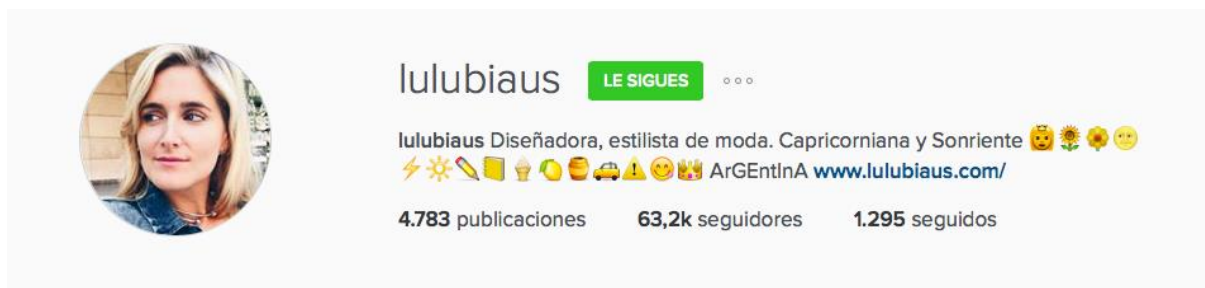 lulubiaus LE SIGUES
lulubiaus Diseñadora, estilista de moda. Capricorniana y Sonriente 👸🌻🌼🌝
⚡☀✏📒🍦🍋🍯🚕⚠😋👑 ArGEntInA www.lulubiaus.com/
4.783 publicaciones 63,2k seguidores 1.295 seguidos